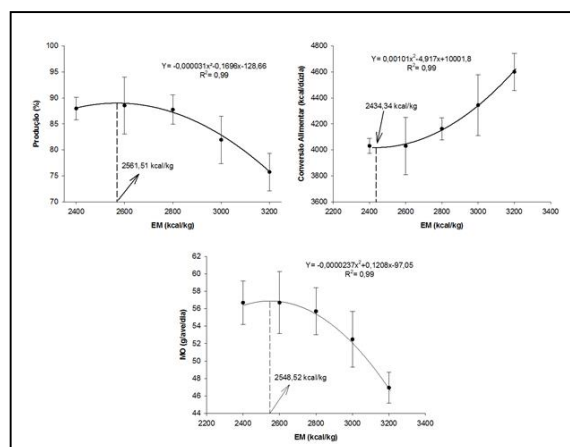 Y= -0,000031x²-0,1696x-128,66
R²= 0,99
95
90
85
80
75
70
Produção (%)
2561,51 kcal/kg
2400 2600 2800 3000 3200
EM (kcal/kg)
Y= 0,00101x²-4,917x+10001,8
R²= 0,99
4800
4600
4400
4200
4000
3800
3600
Conversão Alimentar (kcal/dúzia)
2434,34 kcal/kg
2200 2400 2600 2800 3000 3200 3400
EM (kcal/kg)
Y= -0,0000237x²+0,1208x-97,05
R²= 0,99
62
60
58
56
54
52
50
48
46
44
MO (g/ave/dia)
2548,52 kcal/kg
2200 2400 2600 2800 3000 3200 3400
EM (kcal/kg)